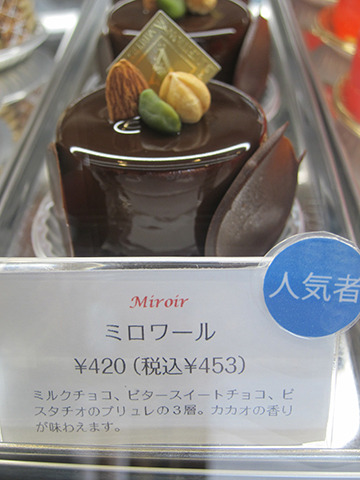 Miroir
ミロワール
人気者
¥420(税込¥453)
ミルクチョコ、ビタースイートチョコ、ピ
スタチオのブリュレの3層。カカオの香り
が味わえます。